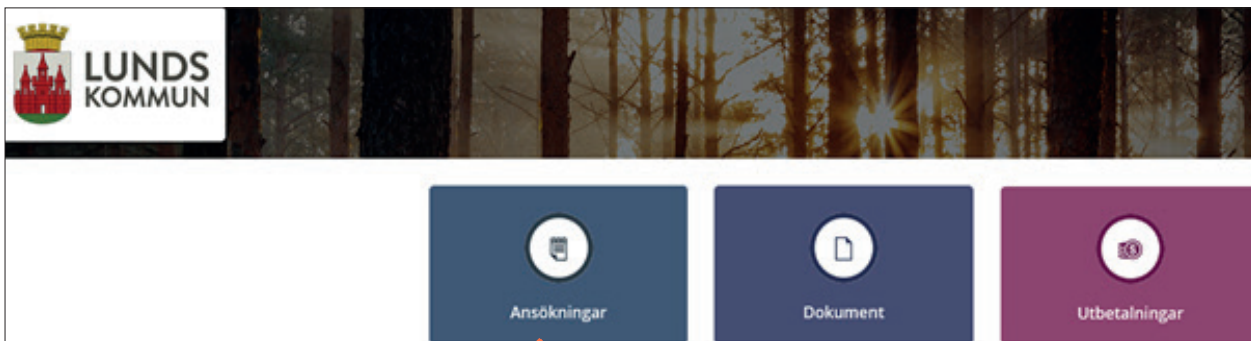 LUNDS
KOMMUN
Ansökningar
Dokument
Utbetalningar